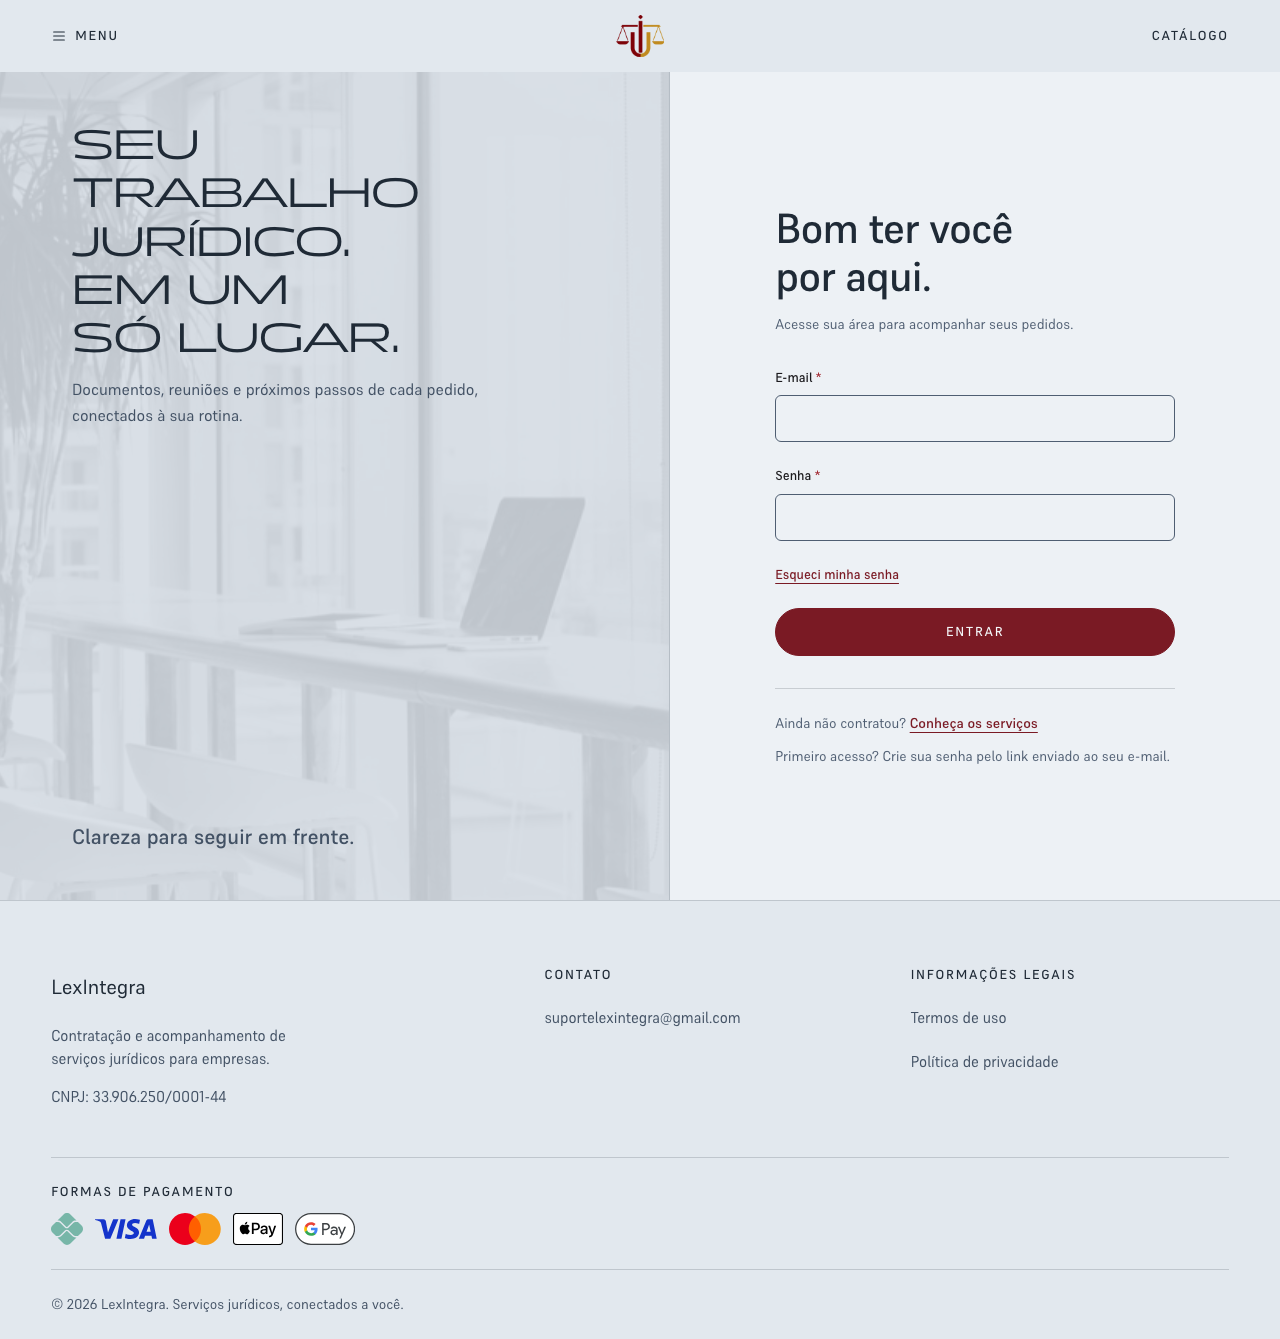 MENU
CATÁLOGO
SEU
TRABALHO
JURÍDICO.
EM UM
SÓ LUGAR.
Documentos, reuniões e próximos passos de cada pedido,
conectados à sua rotina.
Clareza para seguir em frente.
Bom ter você
por aqui.
Acesse sua área para acompanhar seus pedidos.
E-mail *
Senha *
Esqueci minha senha
ENTRAR
Ainda não contratou? Conheça os serviços
Primeiro acesso? Crie sua senha pelo link enviado ao seu e-mail.
LexIntegra
Contratação e acompanhamento de
serviços jurídicos para empresas.
CNPJ: 33.906.250/0001-44
CONTATO
suportelexintegra@gmail.com
INFORMAÇÕES LEGAIS
Termos de uso
Política de privacidade
FORMAS DE PAGAMENTO
VISA
Pay
G Pay
© 2026 LexIntegra. Serviços jurídicos, conectados a você.